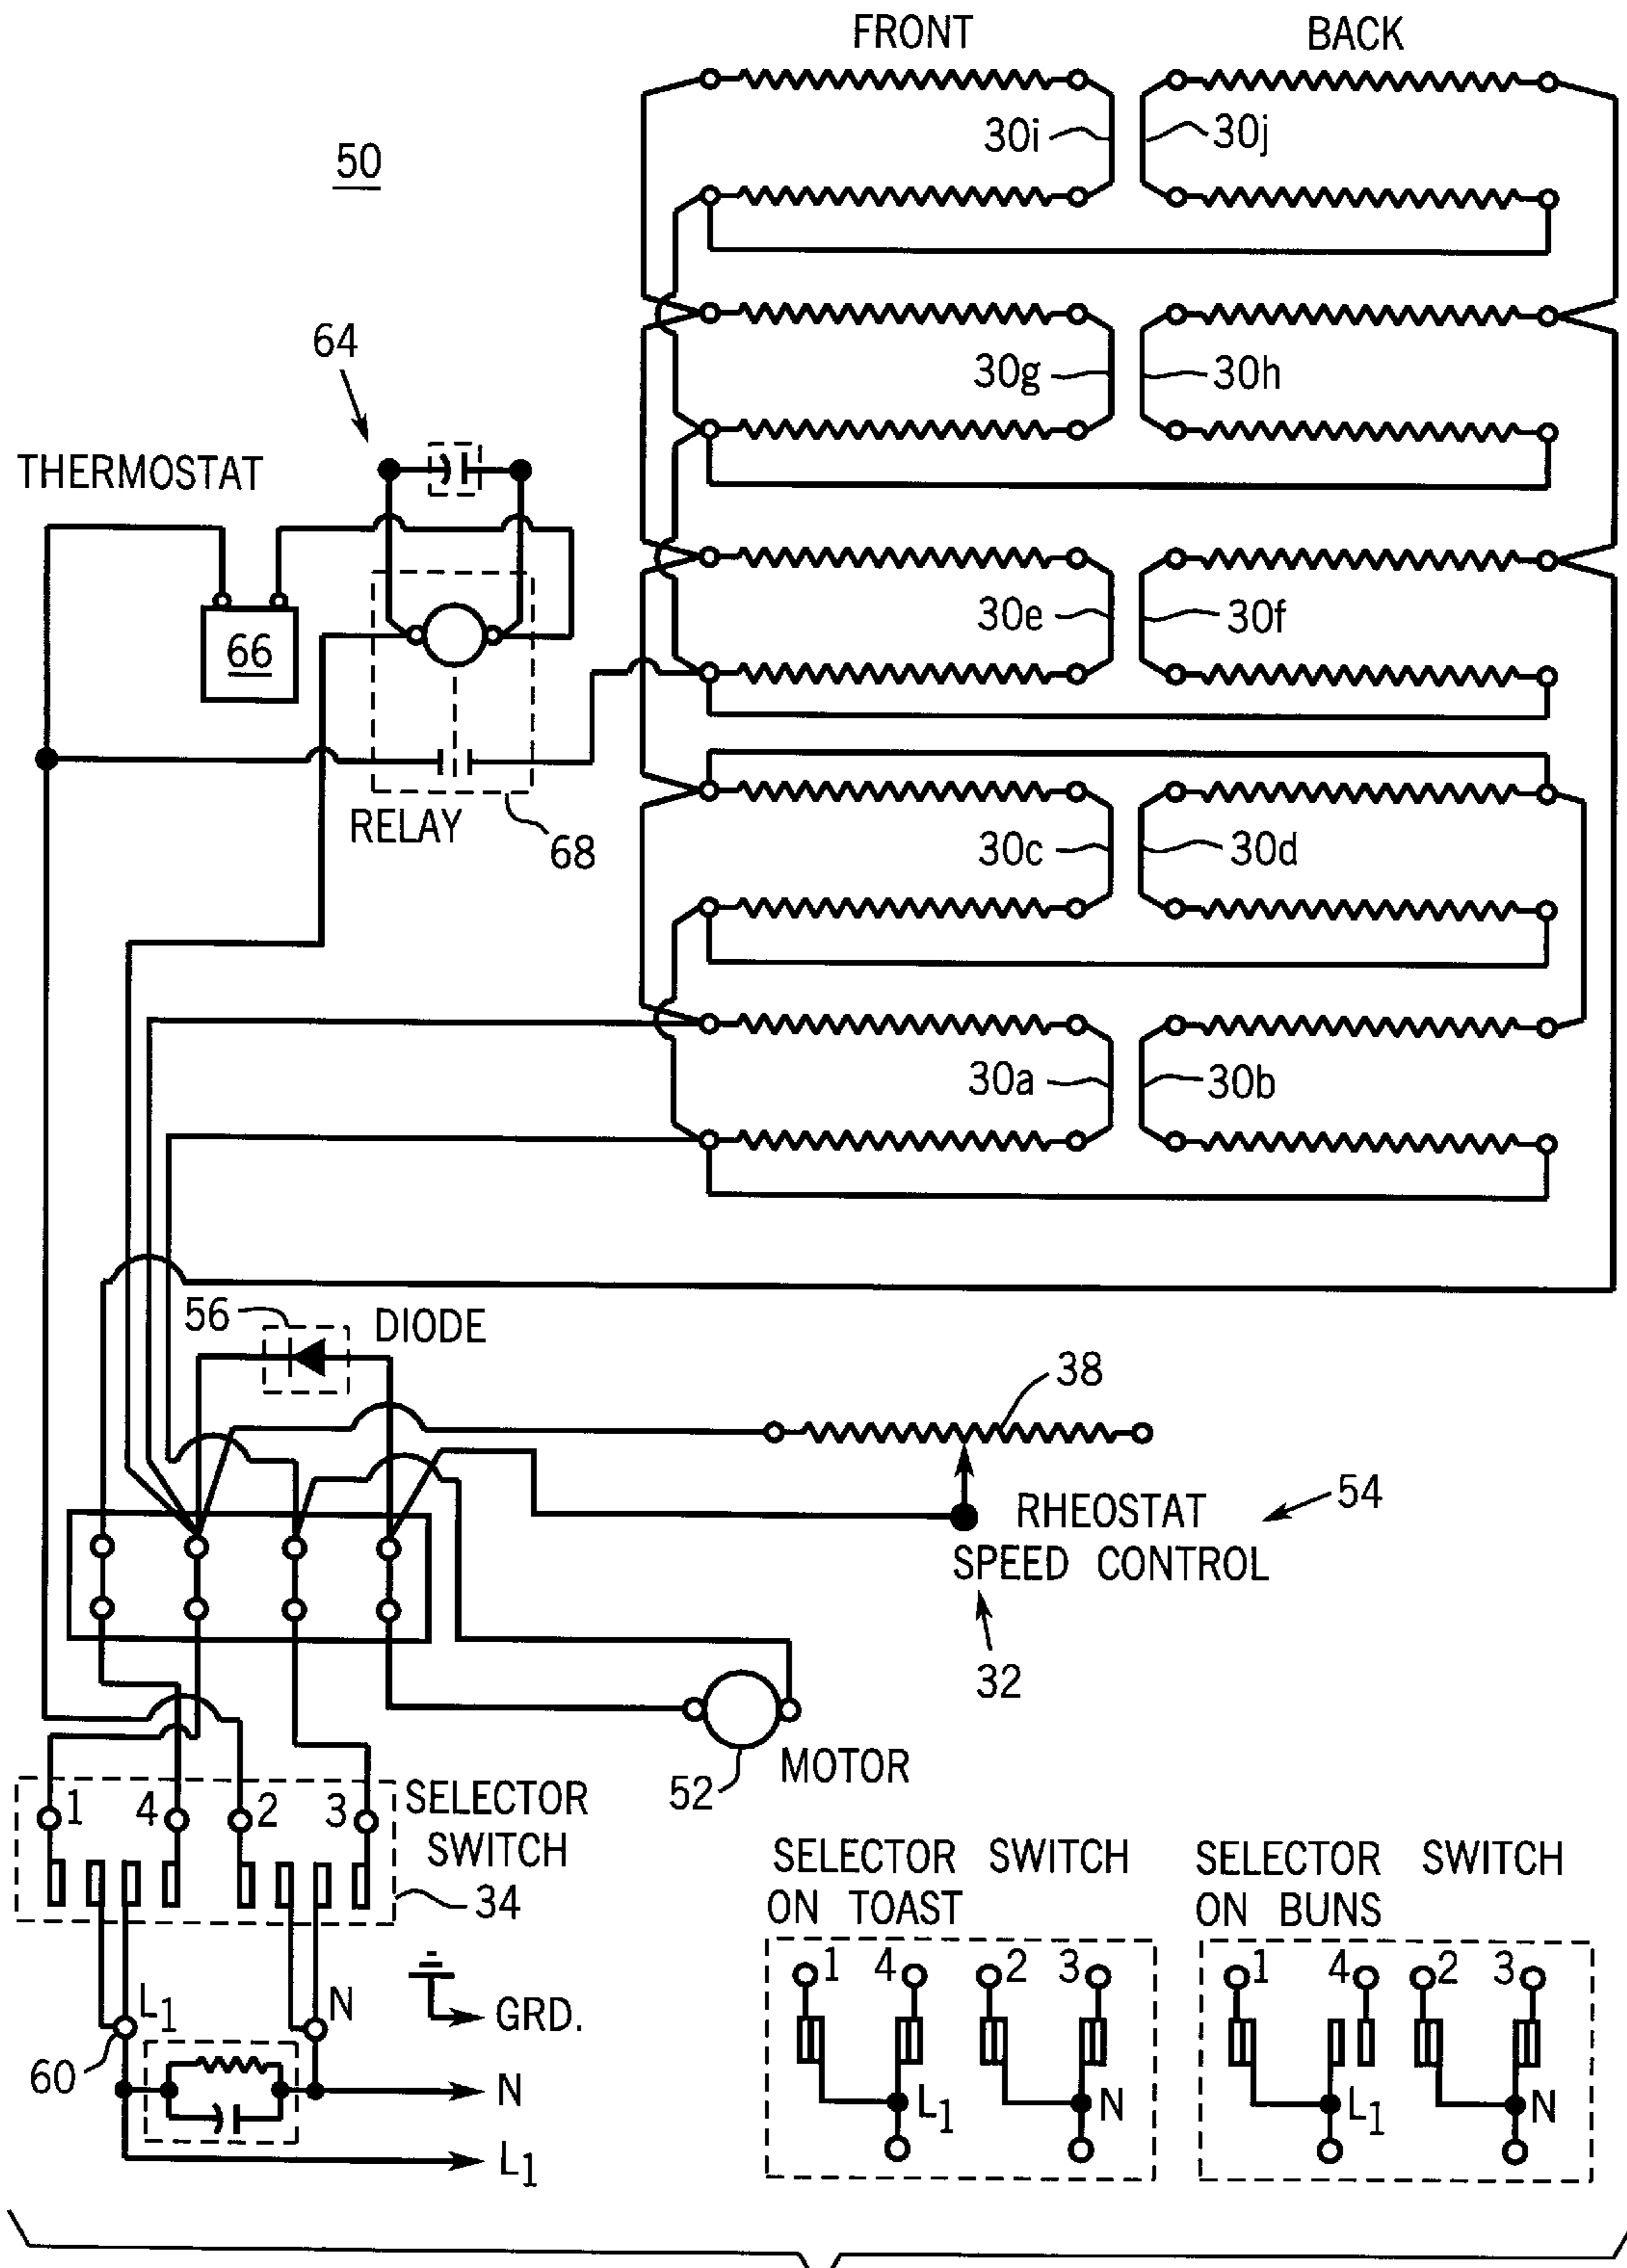 FRONT BACK
50
30i 30j
64
30g 30h
THERMOSTAT
30e 30f
66
RELAY
68
30c 30d
30a 30b
56 DIODE
38
RHEOSTAT 54
SPEED CONTROL
32
MOTOR
52
1 4 2 3
SELECTOR
SWITCH
34
L1 N
GRD.
60
N
L1
SELECTOR SWITCH
ON TOAST
1 4 2 3
L1 N
SELECTOR SWITCH
ON BUNS
1 4 2 3
L1 N